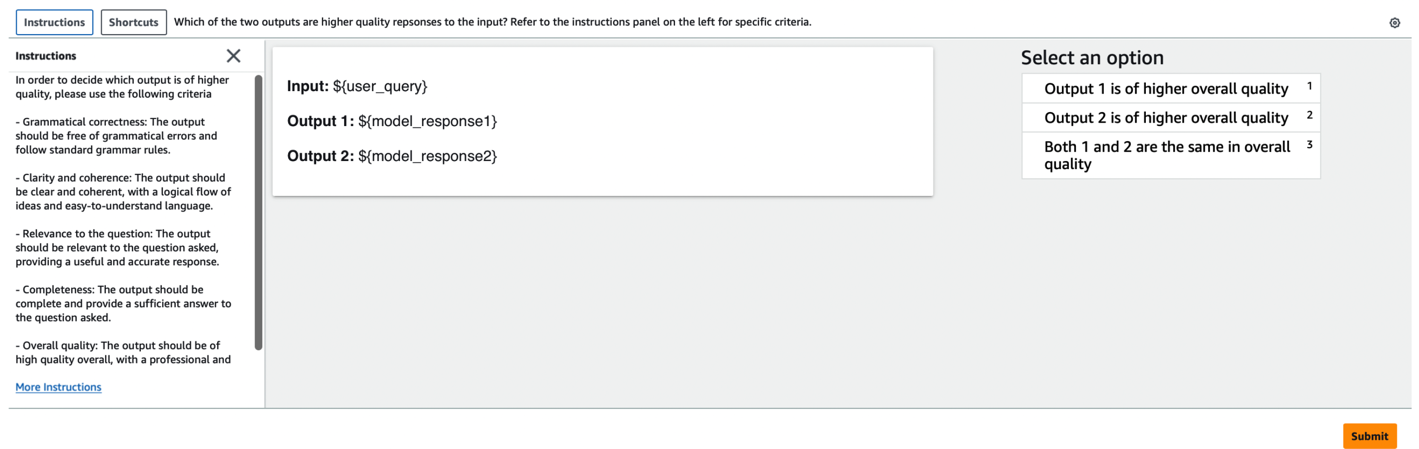 Instructions Shortcuts Which of the two outputs are higher quality repsonses to the input? Refer to the instructions panel on the left for specific criteria.
Instructions
In order to decide which output is of higher
quality, please use the following criteria
- Grammatical correctness: The output
should be free of grammatical errors and
follow standard grammar rules.
- Clarity and coherence: The output should
be clear and coherent, with a logical flow of
ideas and easy-to-understand language.
- Relevance to the question: The output
should be relevant to the question asked,
providing a useful and accurate response.
- Completeness: The output should be
complete and provide a sufficient answer to
the question asked.
- Overall quality: The output should be of
high quality overall, with a professional and
More Instructions
Input: ${user_query}
Output 1: ${model_response1}
Output 2: ${model_response2}
Select an option
Output 1 is of higher overall quality 1
Output 2 is of higher overall quality 2
Both 1 and 2 are the same in overall 3
quality
Submit